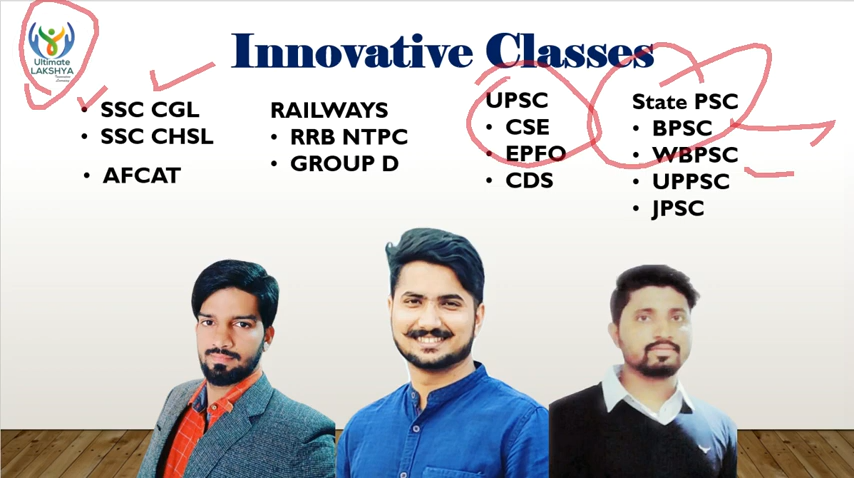 Ultimate
LAKSHYA
Innovative Classes
• SSC CGL
• SSC CHSL
• AFCAT
RAILWAYS
• RRB NTPC
• GROUP D
UPSC
• CSE
• EPFO
• CDS
State PSC
• BPSC
• WBPSC
• UPPSC
• JPSC